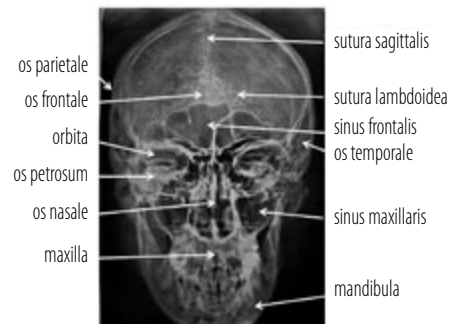 os parietale
os frontale
orbita
os petrosum
os nasale
maxilla
sutura sagittalis
sutura lambdoidea
sinus frontalis
os temporale
sinus maxillaris
mandibula